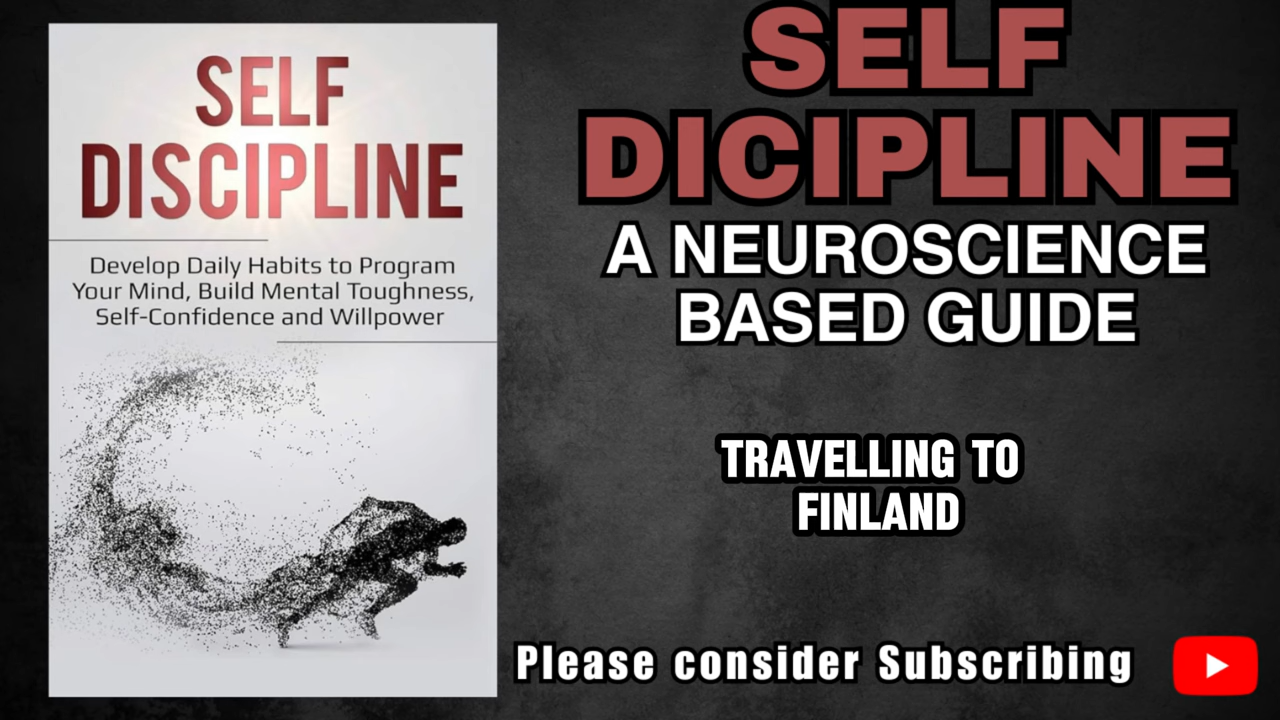 SELF
DISCIPLINE
Develop Daily Habits to Program
Your Mind, Build Mental Toughness,
Self-Confidence and Willpower
SELF
DICIPLINE
A NEUROSCIENCE
BASED GUIDE
TRAVELLING TO
FINLAND
Please consider Subscribing